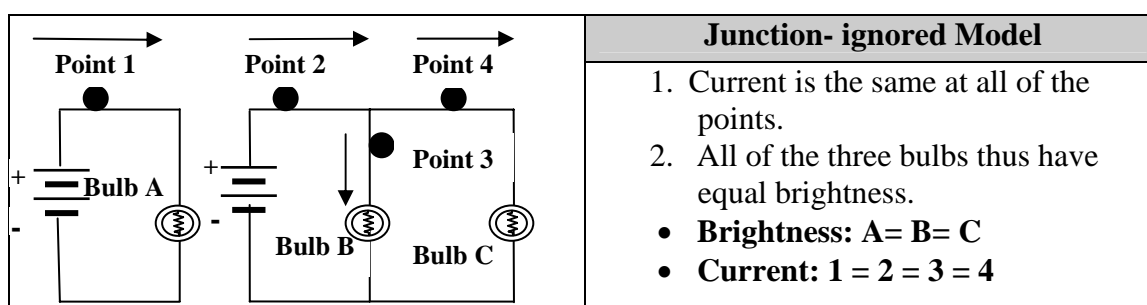 Point 1
Point 2
Point 4
Point 3
+
-
Bulb A
+
-
Bulb B
Bulb C
Junction- ignored Model
1. Current is the same at all of the
points.
2. All of the three bulbs thus have
equal brightness.
• Brightness: A= B= C
• Current: 1 = 2 = 3 = 4